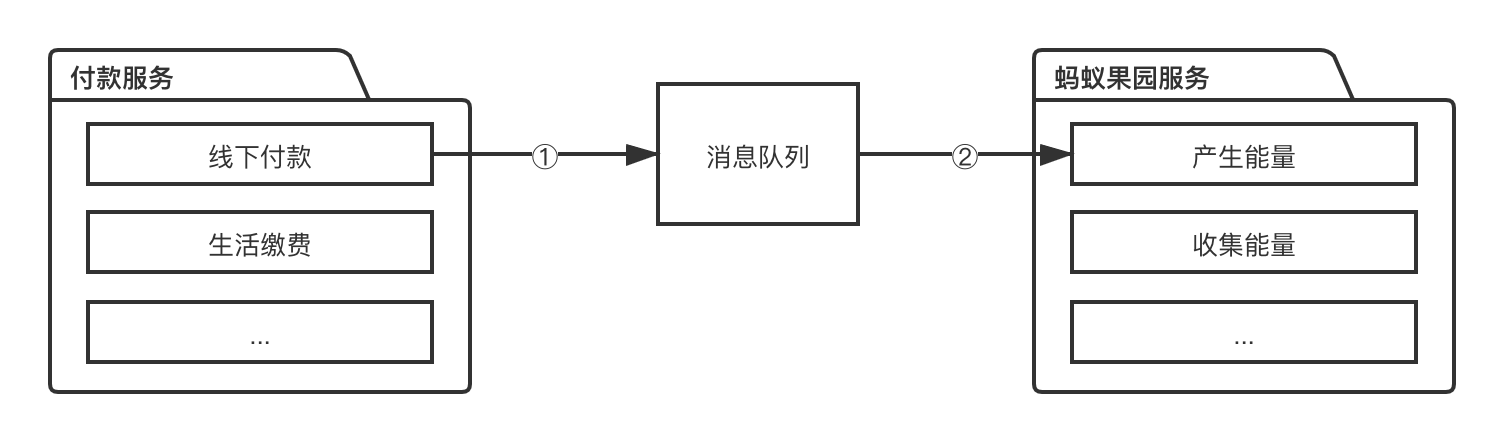 付款服务
线下付款
生活缴费
...
①
消息队列
②
蚂蚁果园服务
产生能量
收集能量
...